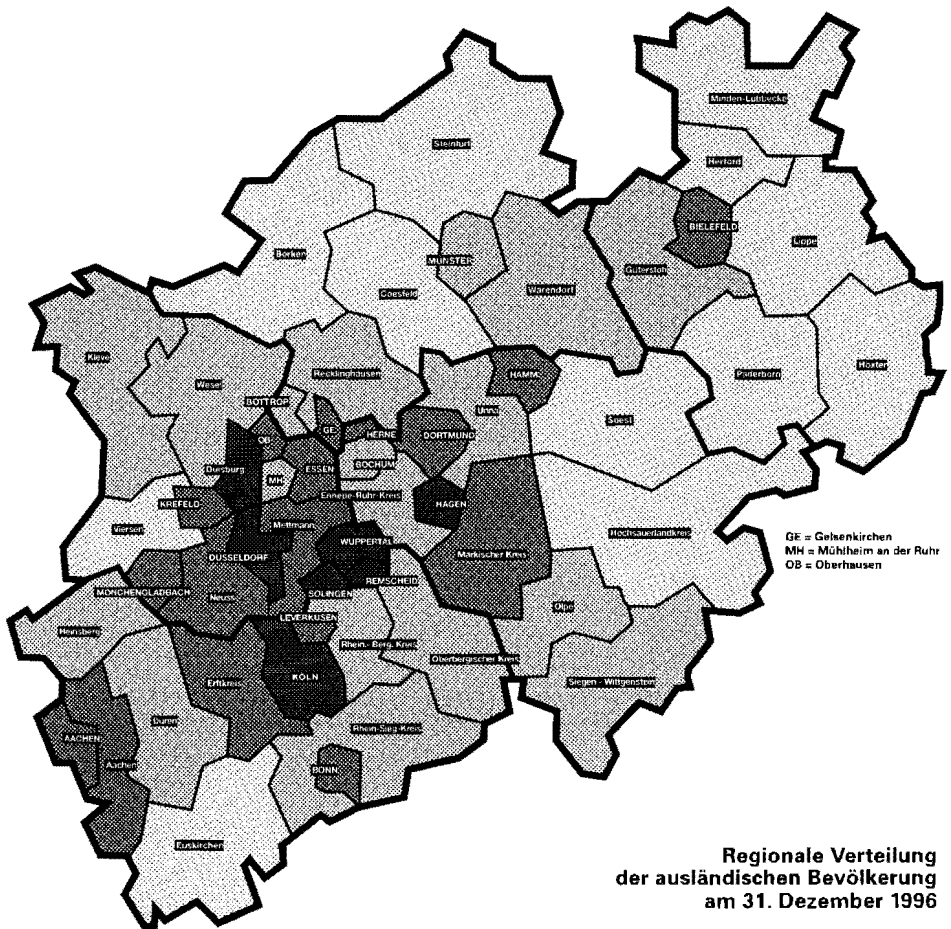 Minden-Lübbecke
Steinfurt
Herford
BIELEFELD
Lippe
Borken
MÜNSTER
Coesfeld
Warendorf
Gütersloh
Kleve
Wesel
Recklinghausen
Paderborn
Höxter
HAMM
BOTTROP
Unna
Soest
OB
GE
HERNE
DORTMUND
Duisburg
ESSEN
BOCHUM
MH
Ennepe-Ruhr-Kreis
HAGEN
KREFELD
Viersen
Mettmann
WUPPERTAL
Märkischer Kreis
Hochsauerlandkreis
GE = Gelsenkirchen
MH = Mühlheim an der Ruhr
OB = Oberhausen
DÜSSELDORF
REMSCHEID
MÖNCHENGLADBACH
Neuss
SOLINGEN
LEVERKUSEN
Olpe
Heinsberg
Rhein.- Berg. Kreis
Oberbergischer Kreis
Erftkreis
KÖLN
Siegen - Wittgenstein
Düren
Rhein-Sieg-Kreis
AACHEN
Aachen
BONN
Euskirchen
Regionale Verteilung
der ausländischen Bevölkerung
am 31. Dezember 1996